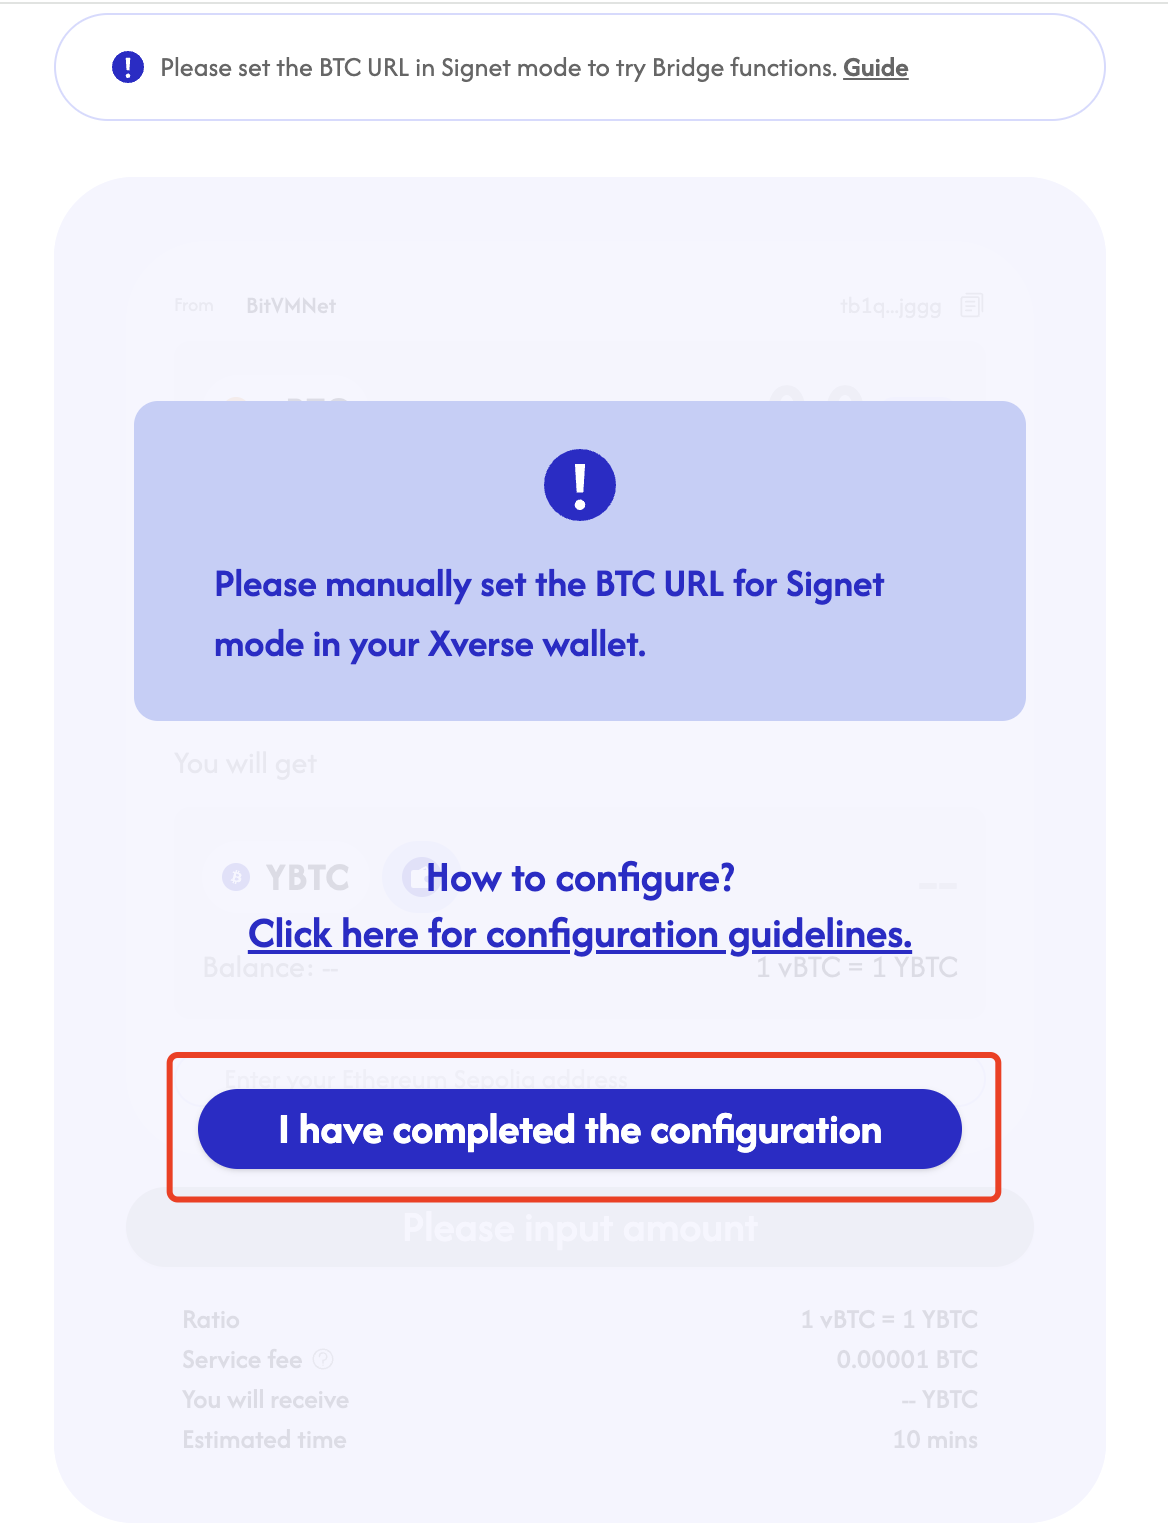 Please set the BTC URL in Signet mode to try Bridge functions. Guide
From BitVMNet tb1q...jggg
Please manually set the BTC URL for Signet
mode in your Xverse wallet.
You will get
YBTC --
How to configure?
Click here for configuration guidelines.
Balance: -- 1 vBTC = 1 YBTC
Enter your Ethereum Sepolia address
I have completed the configuration
Please input amount
Ratio 1 vBTC = 1 YBTC
Service fee 0.00001 BTC
You will receive -- YBTC
Estimated time 10 mins